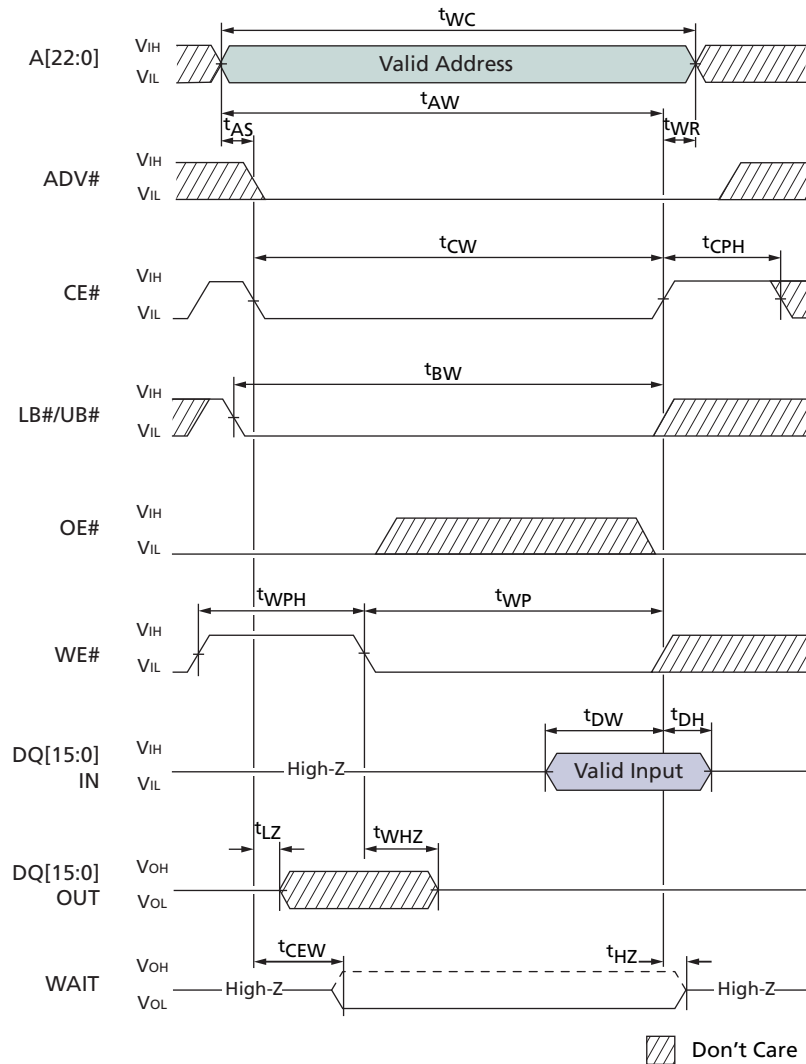 tWC
A[22:0]
VIH
VIL
Valid Address
tAW
tAS
tWR
ADV#
VIH
VIL
tCW
tCPH
CE#
VIH
VIL
tBW
LB#/UB#
VIH
VIL
OE#
VIH
VIL
tWPH
tWP
WE#
VIH
VIL
tDW
tDH
DQ[15:0]
IN
VIH
VIL
High-Z
Valid Input
tLZ
tWHZ
DQ[15:0]
OUT
VOH
VOL
tCEW
tHZ
WAIT
VOH
VOL
High-Z
High-Z
Don't Care